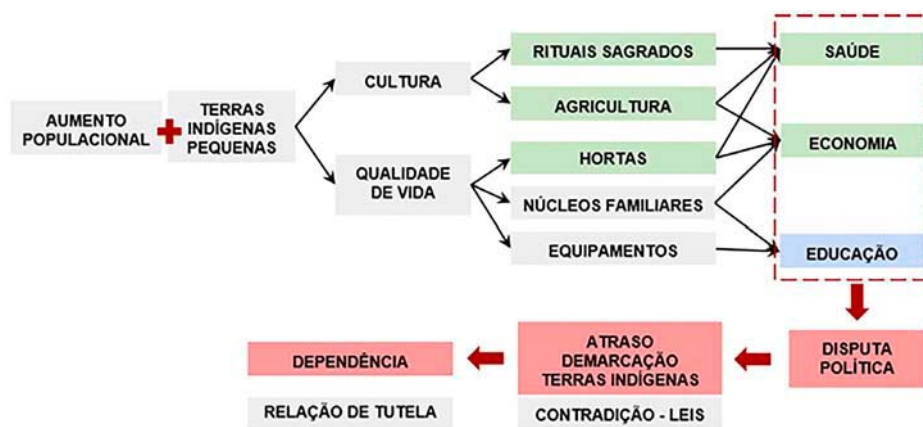 AUMENTO
POPULACIONAL
TERRAS
INDÍGENAS
PEQUENAS
CULTURA
QUALIDADE
DE VIDA
RITUAIS SAGRADOS
AGRICULTURA
HORTAS
NÚCLEOS FAMILIARES
EQUIPAMENTOS
SAÚDE
ECONOMIA
EDUCAÇÃO
DISPUTA
POLÍTICA
ATRASO
DEMARCAÇÃO
TERRAS INDÍGENAS
CONTRADIÇÃO - LEIS
DEPENDÊNCIA
RELAÇÃO DE TUTELA